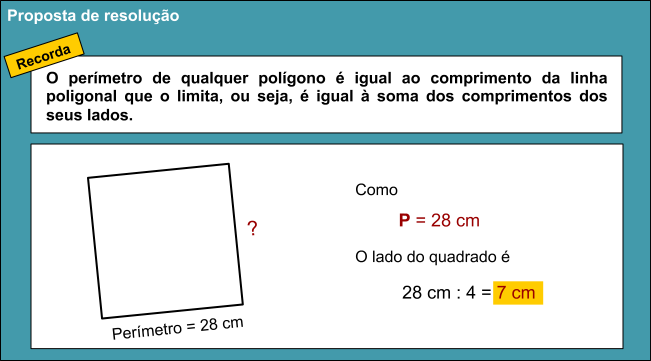 Proposta de resolução
Recorda
O perímetro de qualquer polígono é igual ao comprimento da linha
poligonal que o limita, ou seja, é igual à soma dos comprimentos dos
seus lados.
?
Perímetro = 28 cm
Como
P = 28 cm
O lado do quadrado é
28 cm : 4 = 7 cm